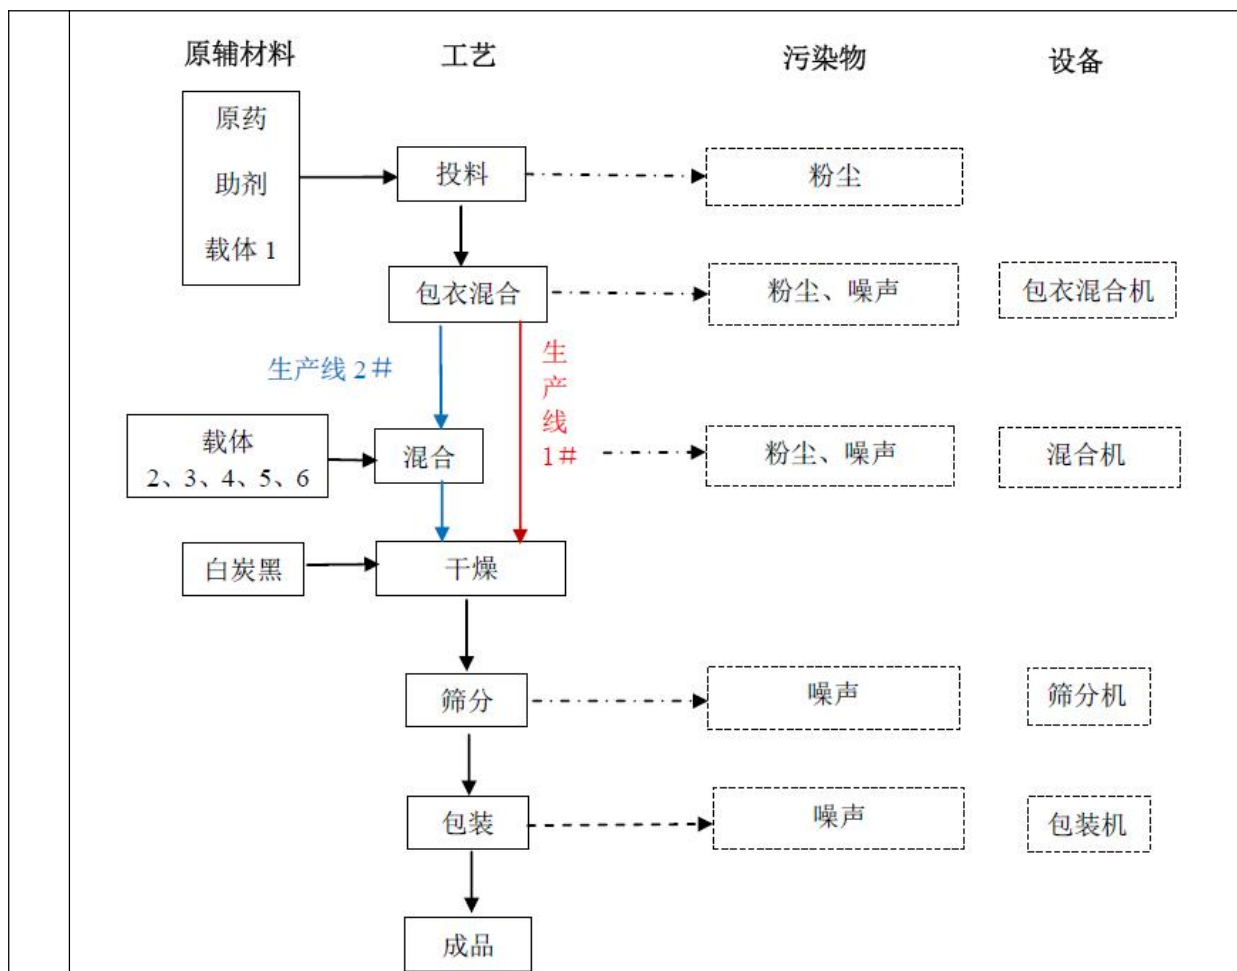 原辅材料 工艺 污染物 设备
原药
助剂
载体 1
投料
粉尘
包衣混合
粉尘、噪声
包衣混合机
生产线 2＃
生
产
线
1＃
载体
2、3、4、5、6
混合
粉尘、噪声
混合机
白炭黑
干燥
筛分
噪声
筛分机
包装
噪声
包装机
成品